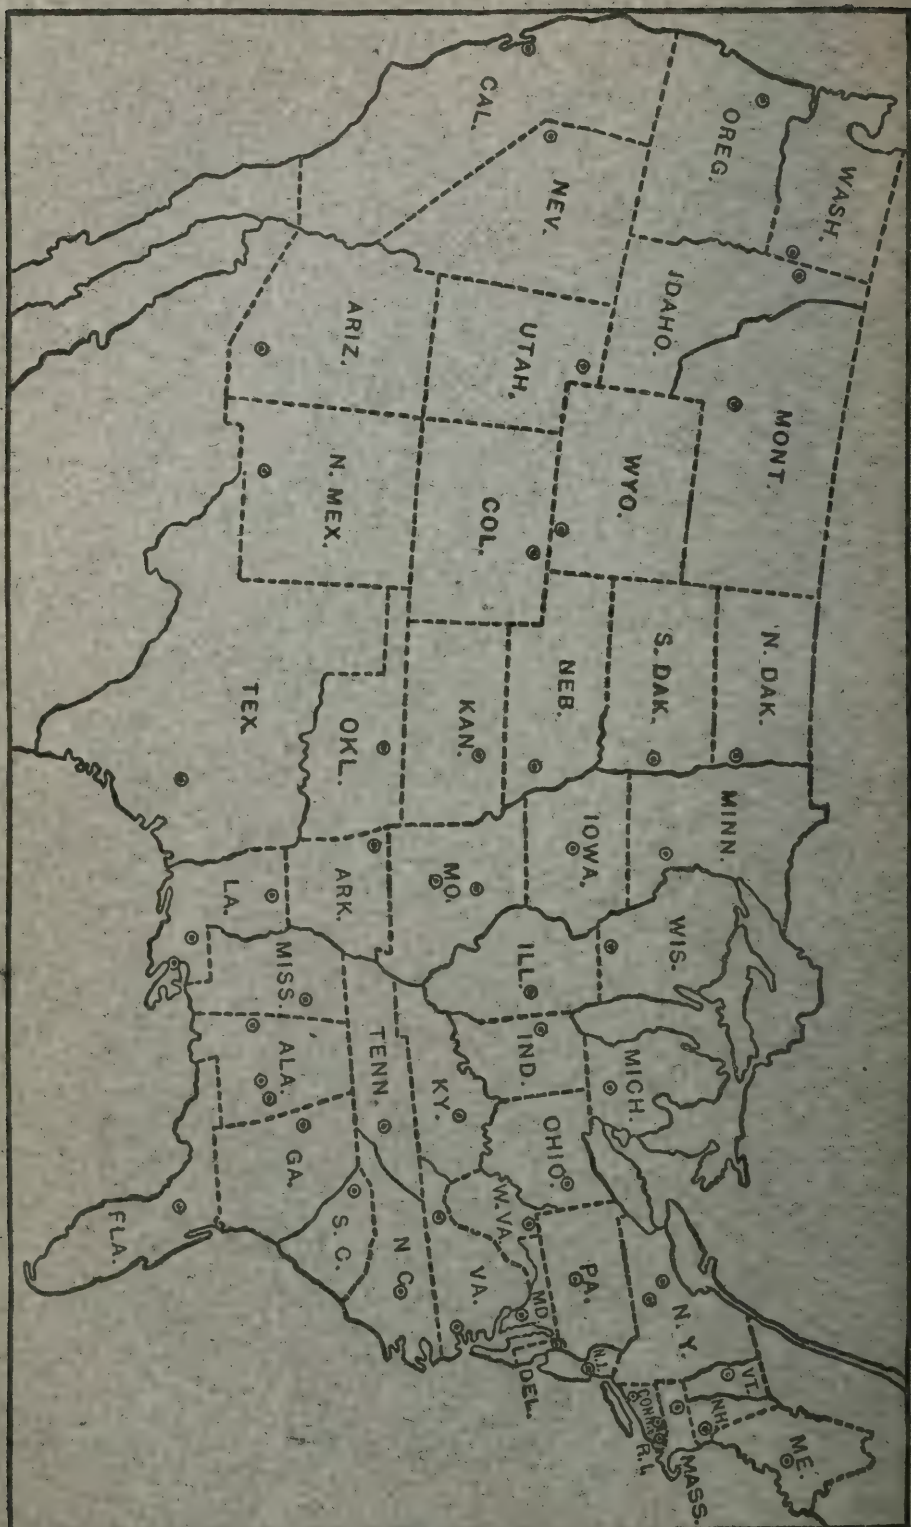 WASH.
OREG.
CAL.
NEV.
IDAHO.
MONT.
WYO.
UTAH,
COL.
ARIZ.
N. MEX.
N. DAK.
S. DAK.
NEB.
KAN.
OKL.
TEX.
MINN.
IOWA.
MO.
ARK.
LA.
WIS.
ILL.
MICH.
IND.
OHIO.
KY.
TENN.
MISS.
ALA.
GA.
FLA.
S. C.
N C.
VA.
W. VA.
MD.
DEL.
PA.
N.J.
N. Y.
VT.
N.H.
ME.
MASS.
CONN.
R.I.